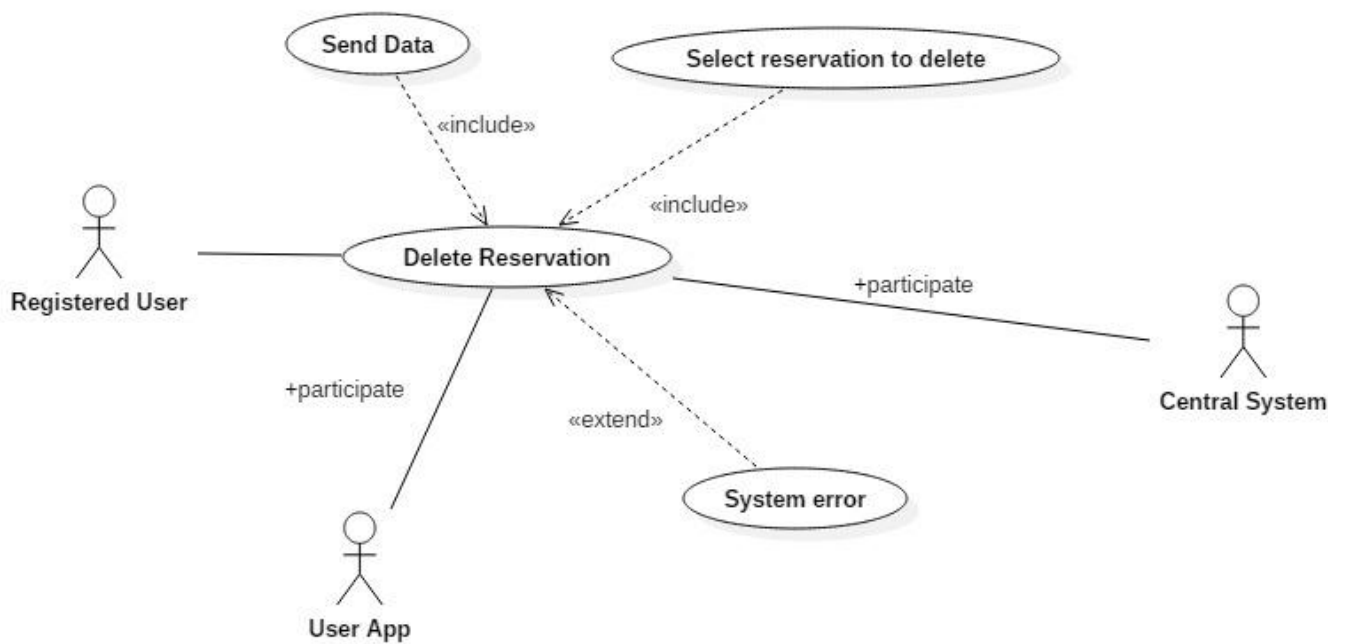 Send Data
Select reservation to delete
«include»
«include»
Registered User
Delete Reservation
+participate
Central System
+participate
«extend»
System error
User App